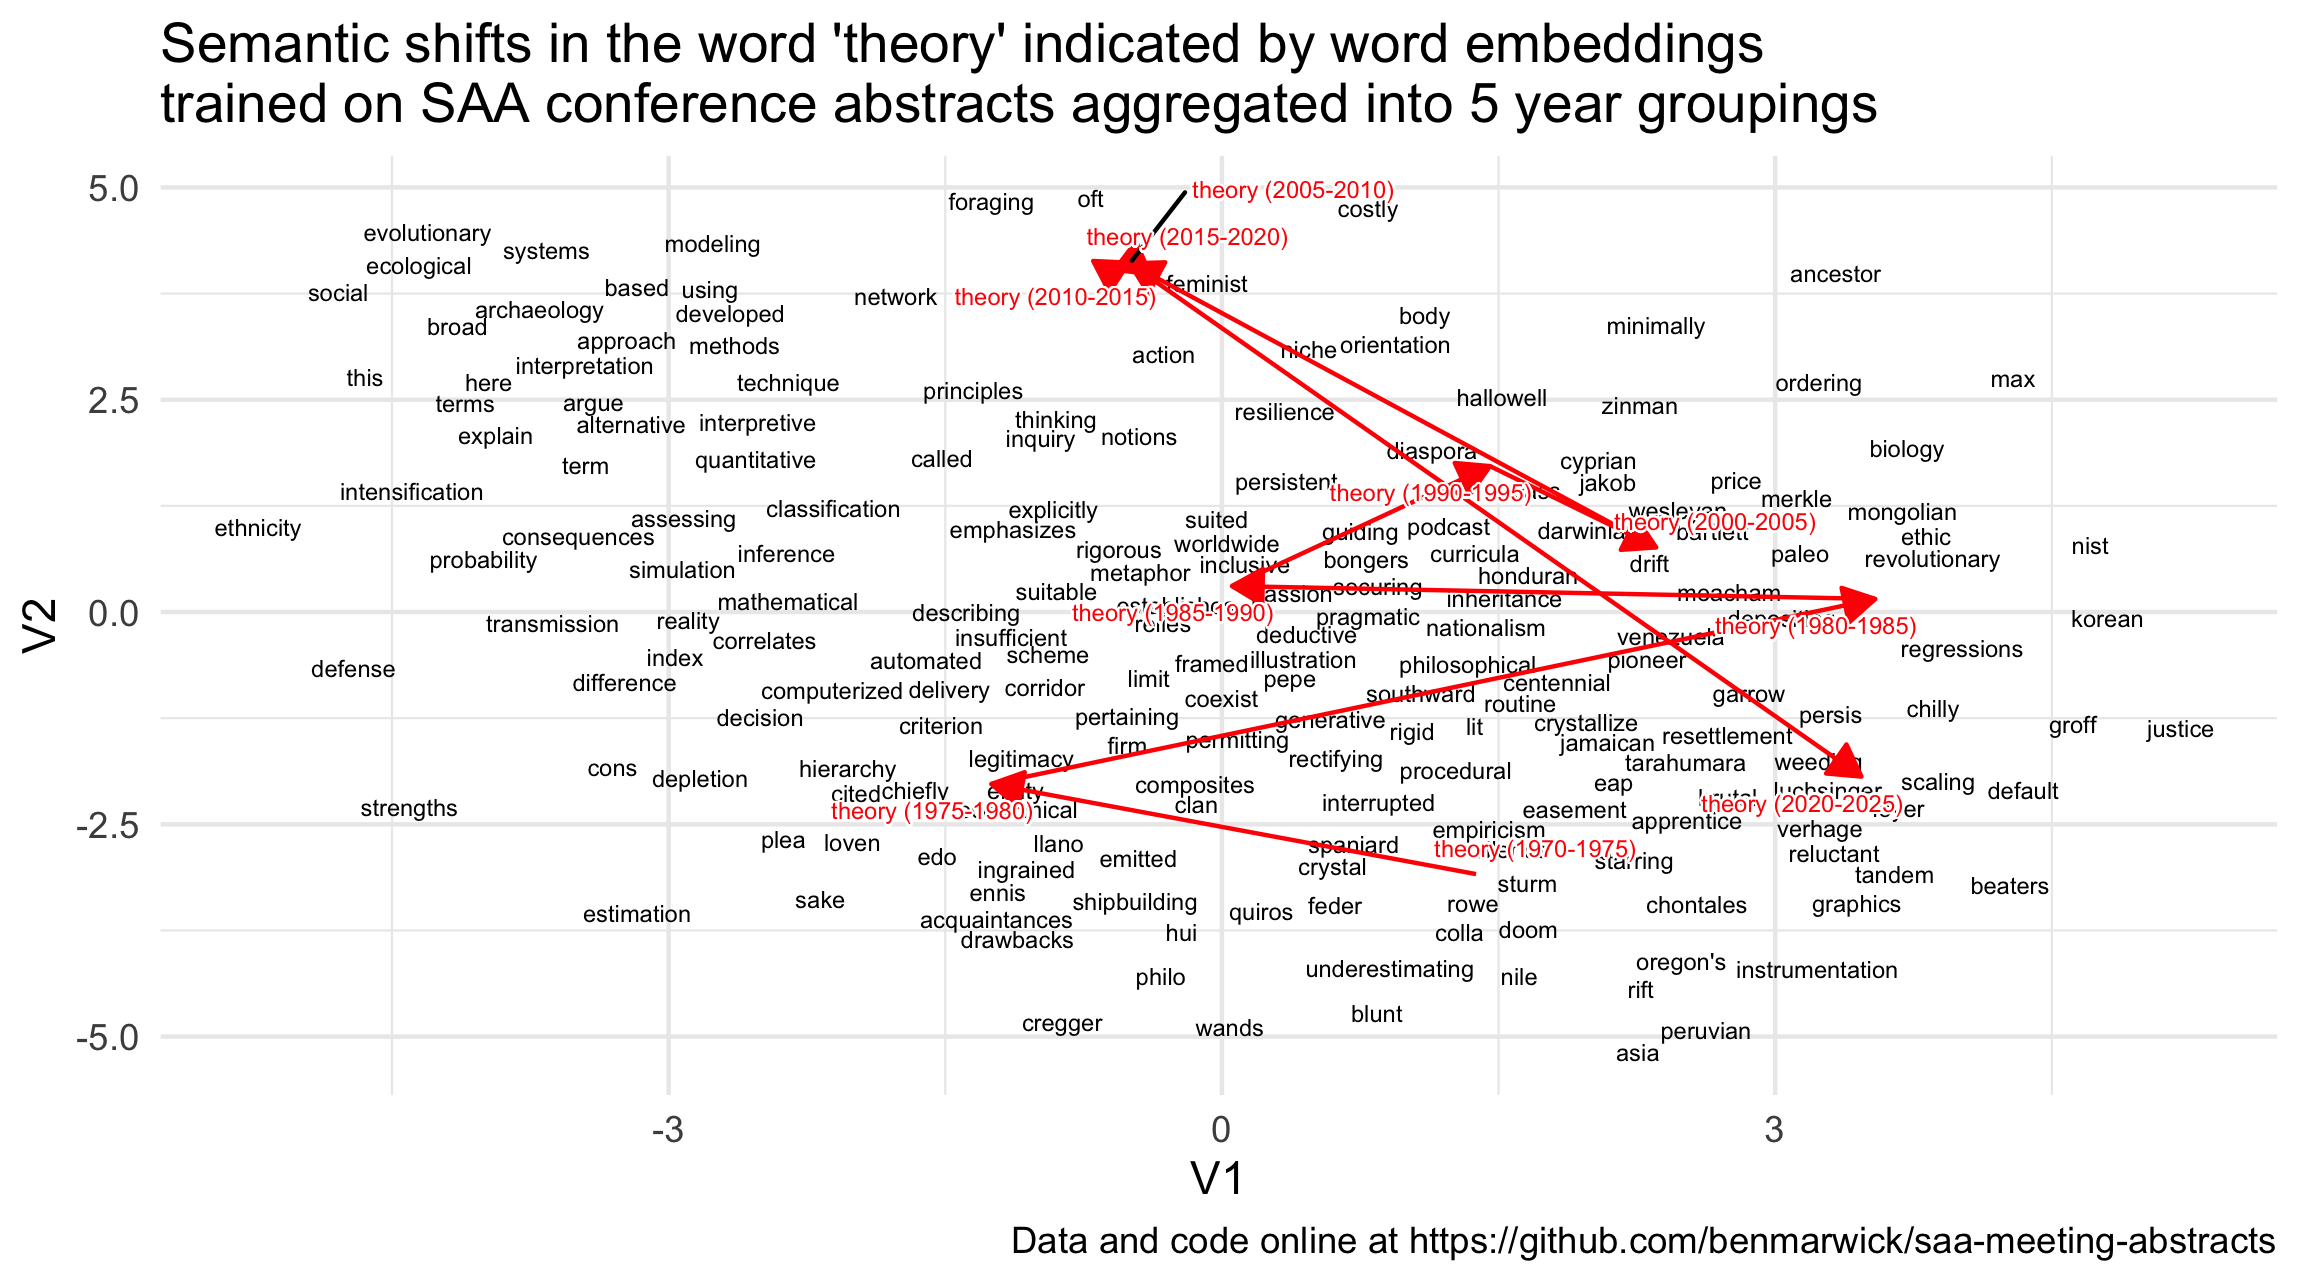 Semantic shifts in the word 'theory' indicated by word embeddings
trained on SAA conference abstracts aggregated into 5 year groupings
5.0
theory (2005-2010)
foraging
oft
costly
evolutionary
systems
modeling
theory (2015-2020)
ecological
ancestor
social
based
using
network
theory (2010-2015)
feminist
archaeology
developed
body
broad
minimally
approach
methods
action
niche
orientation
interpretation
this
here
technique
principles
ordering
max
2.5
terms
argue
hallowell
zinman
alternative
interpretive
thinking
resilience
explain
inquiry
notions
term
quantitative
called
diaspora
cyprian
biology
intensification
persistent
theory (1990-1995)
jakob
price
merkle
ethnicity
assessing
classification
explicitly
suited
wesleyan
theory (2000-2005)
mongolian
consequences
emphasizes
guiding
podcast
bartlett
ethic
probability
inference
rigorous
worldwide
bongers
curricula
drift
paleo
revolutionary
nist
simulation
metaphor
inclusive
honduran
V2
mathematical
suitable
securing
inheritance
meacham
0.0
transmission
reality
describing
theory (1985-1990)
pragmatic
theory (1980-1985)
korean
correlates
insufficient
relies
deductive
nationalism
venezuela
defense
index
automated
scheme
framed
illustration
philosophical
pioneer
regressions
difference
computerized
delivery
corridor
limit
coexist
pepe
southward
centennial
garrow
decision
criterion
pertaining
generative
rigid
routine
lit
crystallize
persis
chilly
groff
justice
firm
permitting
jamaican
resettlement
cons
depletion
hierarchy
legitimacy
rectifying
procedural
tarahumara
strengths
cited
chiefly
composites
clan
interrupted
eap
easement
luchsinger
scaling
default
-2.5
theory (1975-1980)
theory (2020-2025)
plea
loven
llano
empiricism
apprentice
verhage
edo
ingrained
emitted
spaniard
theory (1970-1975)
starring
reluctant
crystal
sturm
tandem
beaters
sake
ennis
shipbuilding
quiros
feder
rowe
chontales
graphics
estimation
acquaintances
drawbacks
hui
colla
doom
philo
underestimating
nile
oregon's
instrumentation
rift
cregger
wands
blunt
peruvian
-5.0
asia
-3
0
3
V1
Data and code online at https://github.com/benmarwick/saa-meeting-abstracts